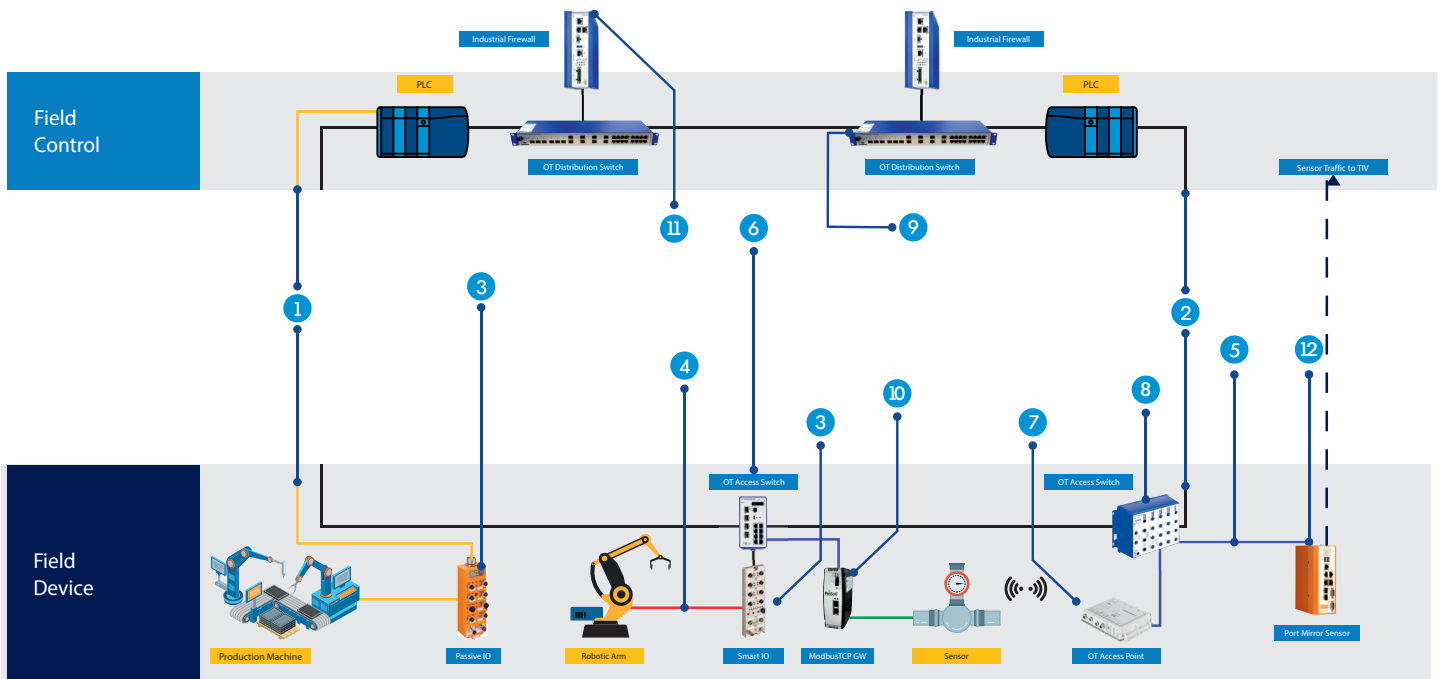 Industrial Firewall
Industrial Firewall
PLC
PLC
Field
Control
OT Distribution Switch
OT Distribution Switch
Sensor Traffic to TIV
11
6
9
1
3
2
4
5
12
10
8
3
7
OT Access Switch
OT Access Switch
Field
Device
Production Machine
Passive IO
Robotic Arm
Smart IO
ModbusTCP GW
Sensor
OT Access Point
Port Mirror Sensor